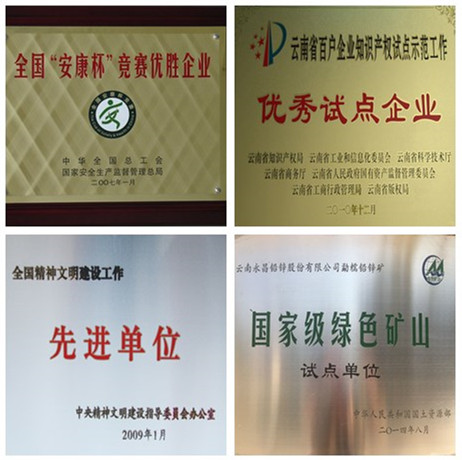 全国“安康杯”竞赛优胜企业
中华全国总工会
国家安全生产监督管理总局
二〇〇七年一月
云南省百户企业知识产权试点示范工作
优秀试点企业
云南省知识产权局 云南省工业和信息化委员会 云南省科学技术厅
云南省商务厅 云南省人民政府国有资产监督管理委员会
云南省工商行政管理局 云南省版权局
二〇一〇年十二月
全国精神文明建设工作
先进单位
中央精神文明建设指导委员会办公室
2009年1月
云南永昌铅锌股份有限公司勐糯铅锌矿
国家级绿色矿山
试点单位
中华人民共和国国土资源部
二〇一四年八月